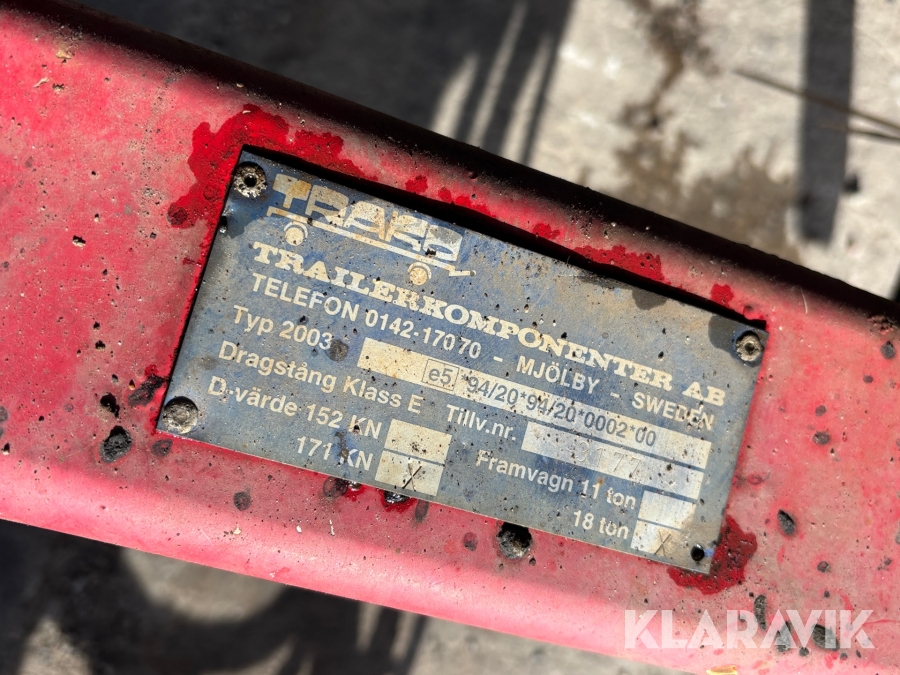 TRAKO
TRAILERKOMPONENTER AB
TELEFON 0142-170 70 - MJÖLBY - SWEDEN
Typ 2003 e5 *94/20*94/20*0002*00
Dragstång Klass E Tillv.nr.
D-värde 152 KN Framvagn 11 ton
171 KN X 18 ton X
KLARAVIK